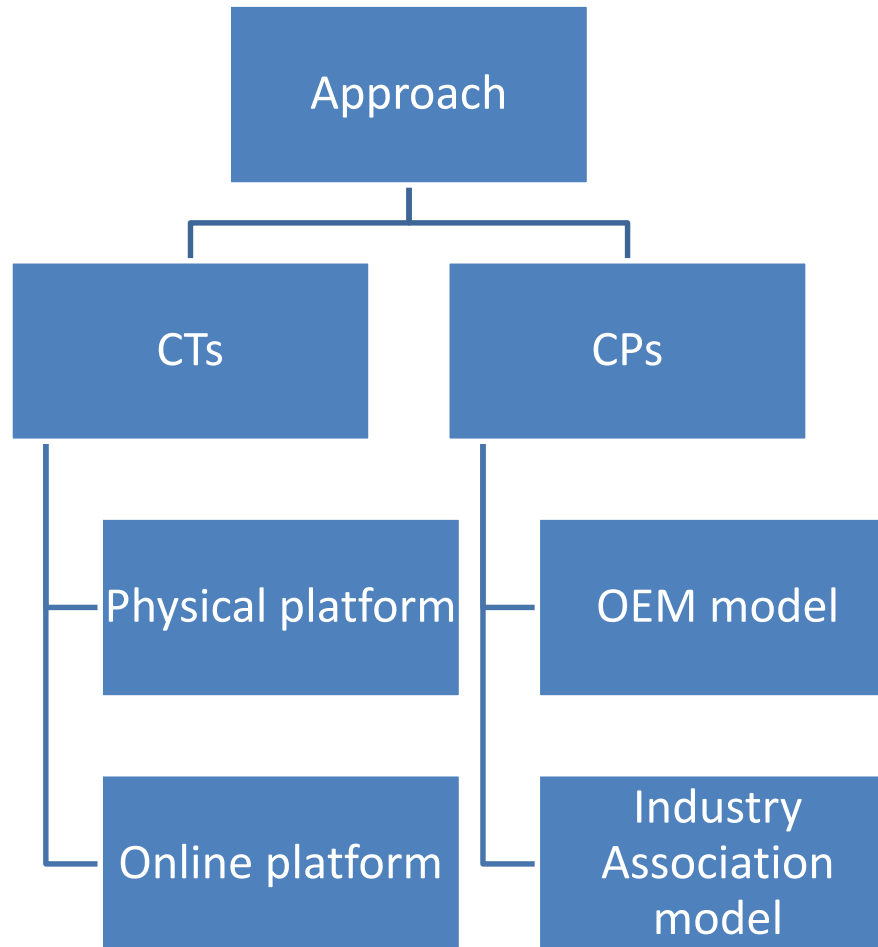 Approach
CTs
CPs
Physical platform
OEM model
Online platform
Industry
Association
model